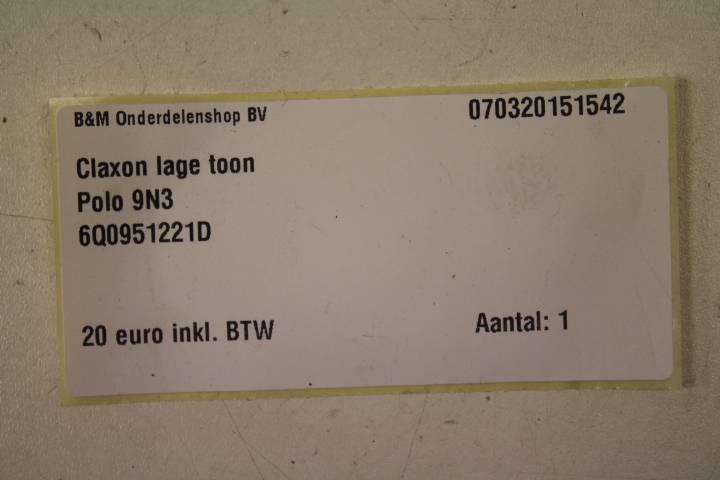 B&M Onderdelenshop BV
070320151542
Claxon lage toon
Polo 9N3
6Q0951221D
20 euro inkl. BTW
Aantal: 1